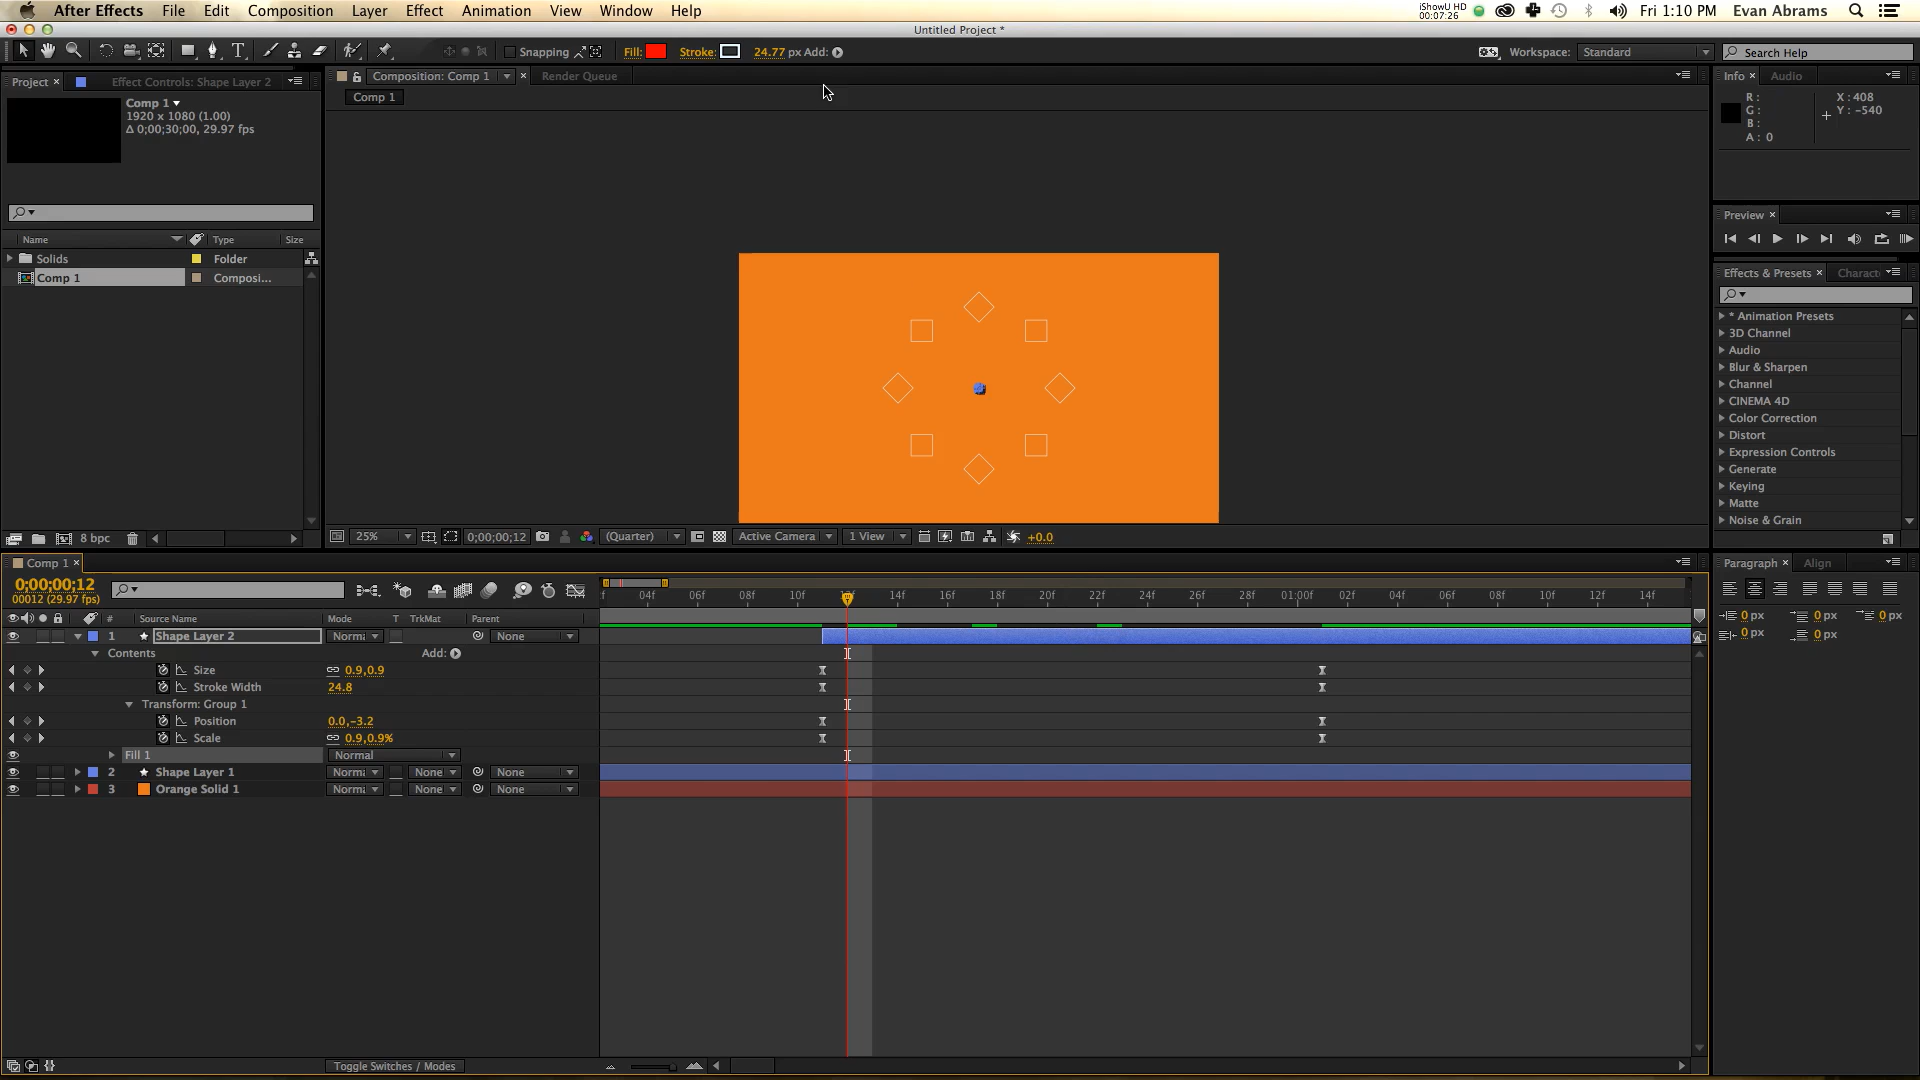 After Effects File Edit Composition Layer Effect Animation View Window Help iShowU HD 00:07:26 Fri 1:10 PM Evan Abrams
Untitled Project *
Snapping Fill: Stroke: 24.77 px Add: Workspace: Standard Search Help
Project × Effect Controls: Shape Layer 2
Composition: Comp 1 × Render Queue
Info × Audio
Comp 1
Comp 1
1920 x 1080 (1.00)
Δ 0;00;30;00, 29.97 fps
R :
G :
B :
A : 0
X : 408
Y : -540
Preview ×
Name Type Size
Solids Folder
Comp 1 Composi...
Effects & Presets × Charact
* Animation Presets
3D Channel
Audio
Blur & Sharpen
Channel
CINEMA 4D
Color Correction
Distort
Expression Controls
Generate
Keying
Matte
Noise & Grain
8 bpc
25% 0;00;00;12 (Quarter) Active Camera 1 View +0.0
Comp 1 ×
Paragraph × Align
0;00;00;12
00012 (29.97 fps)
f 04f 06f 08f 10f 12f 14f 16f 18f 20f 22f 24f 26f 28f 01:00f 02f 04f 06f 08f 10f 12f 14f
0 px 0 px 0 px
0 px 0 px
# Source Name Mode T TrkMat Parent
1 Shape Layer 2 Norma None
Contents Add:
Size 0.9,0.9
Stroke Width 24.8
Transform: Group 1
Position 0.0,-3.2
Scale 0.9,0.9%
Fill 1 Normal
2 Shape Layer 1 Norma None None
3 Orange Solid 1 Norma None None
Toggle Switches / Modes